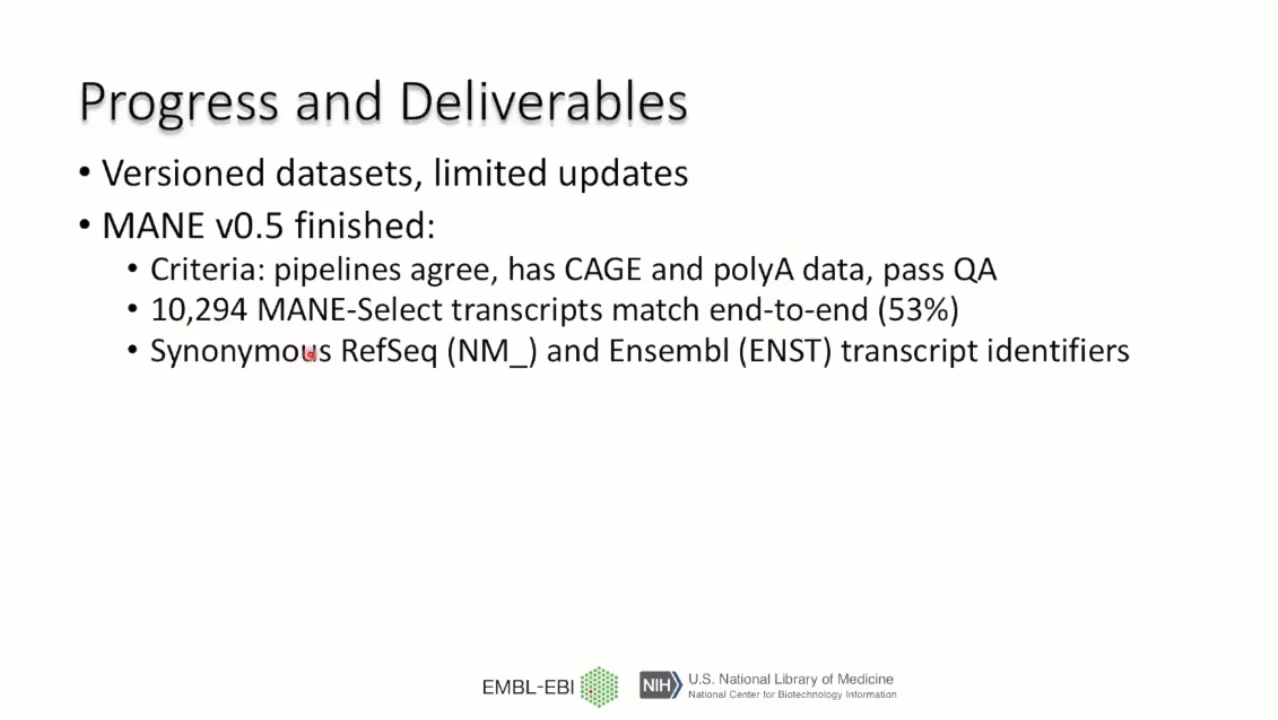 Progress and Deliverables
• Versioned datasets, limited updates
• MANE v0.5 finished:
• Criteria: pipelines agree, has CAGE and polyA data, pass QA
• 10,294 MANE-Select transcripts match end-to-end (53%)
• Synonymous RefSeq (NM_) and Ensembl (ENST) transcript identifiers
EMBL-EBI
NIH
U.S. National Library of Medicine
National Center for Biotechnology Information